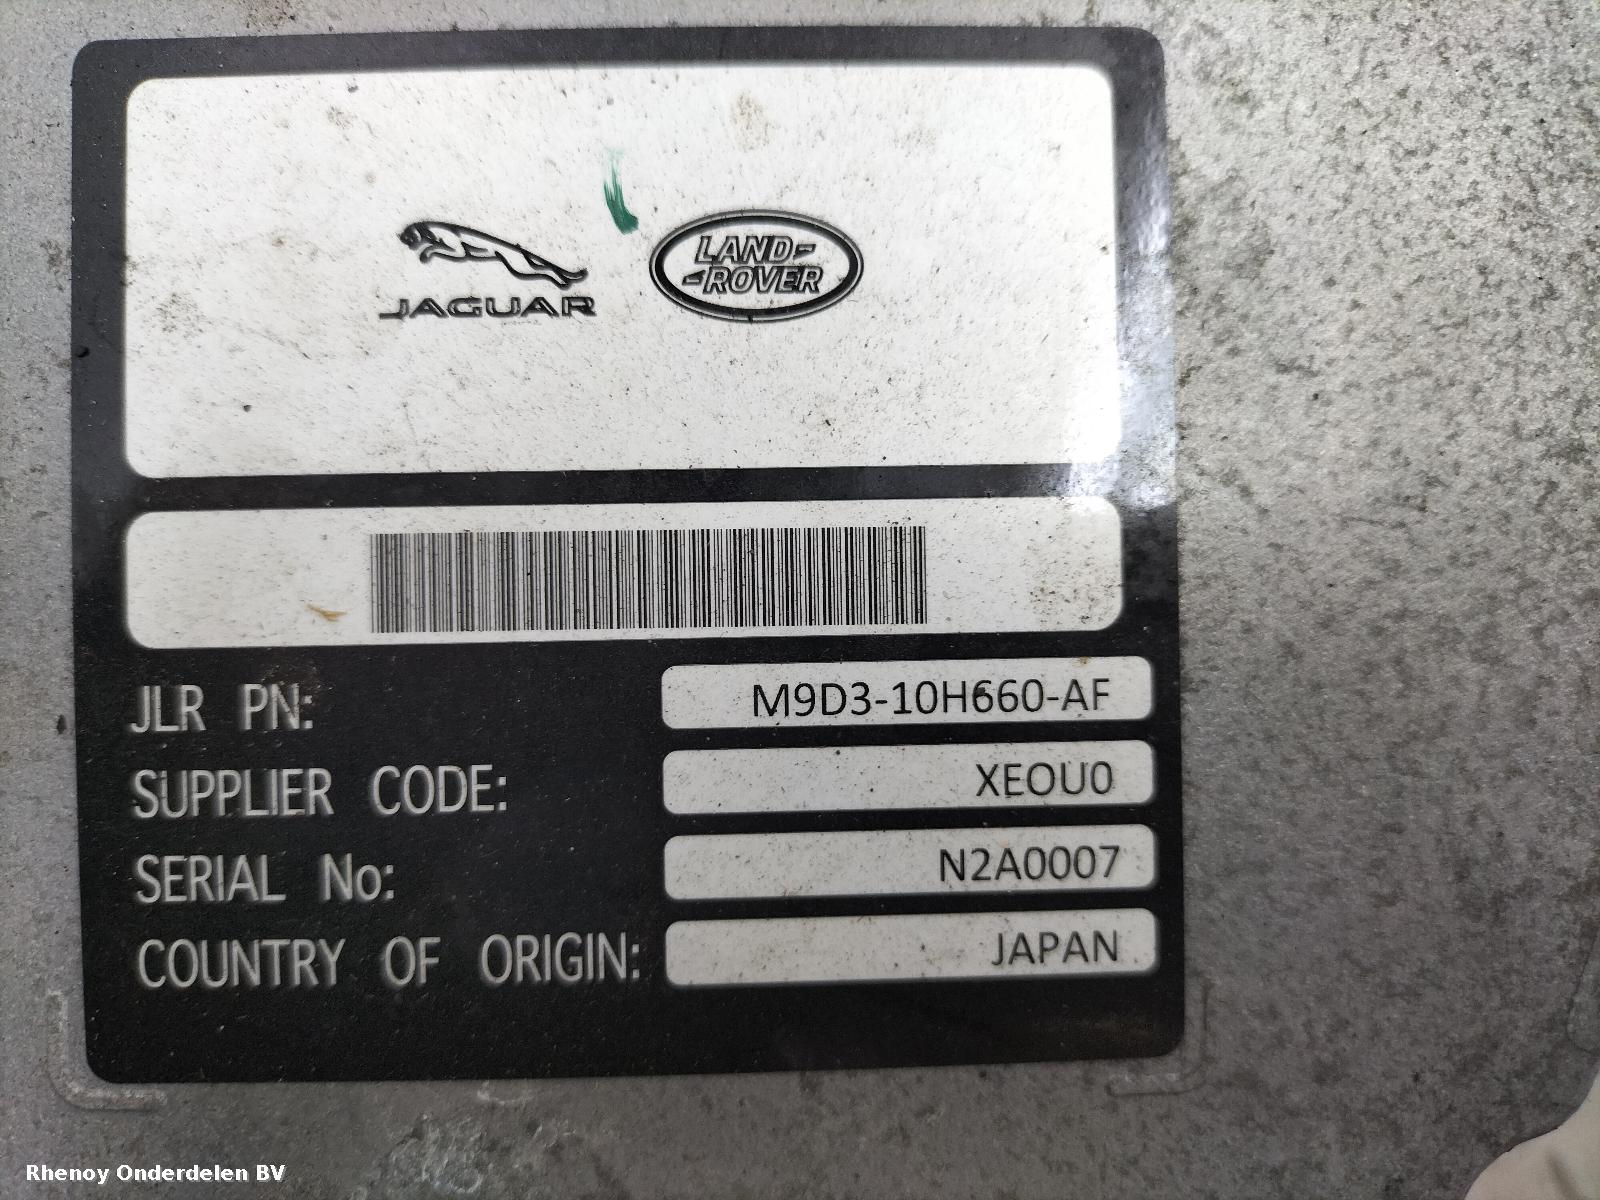 JAGUAR
LAND-
-ROVER
JLR PN: M9D3-10H660-AF
SUPPLIER CODE: XEOU0
SERIAL No: N2A0007
COUNTRY OF ORIGIN: JAPAN
Rhenoy Onderdelen BV